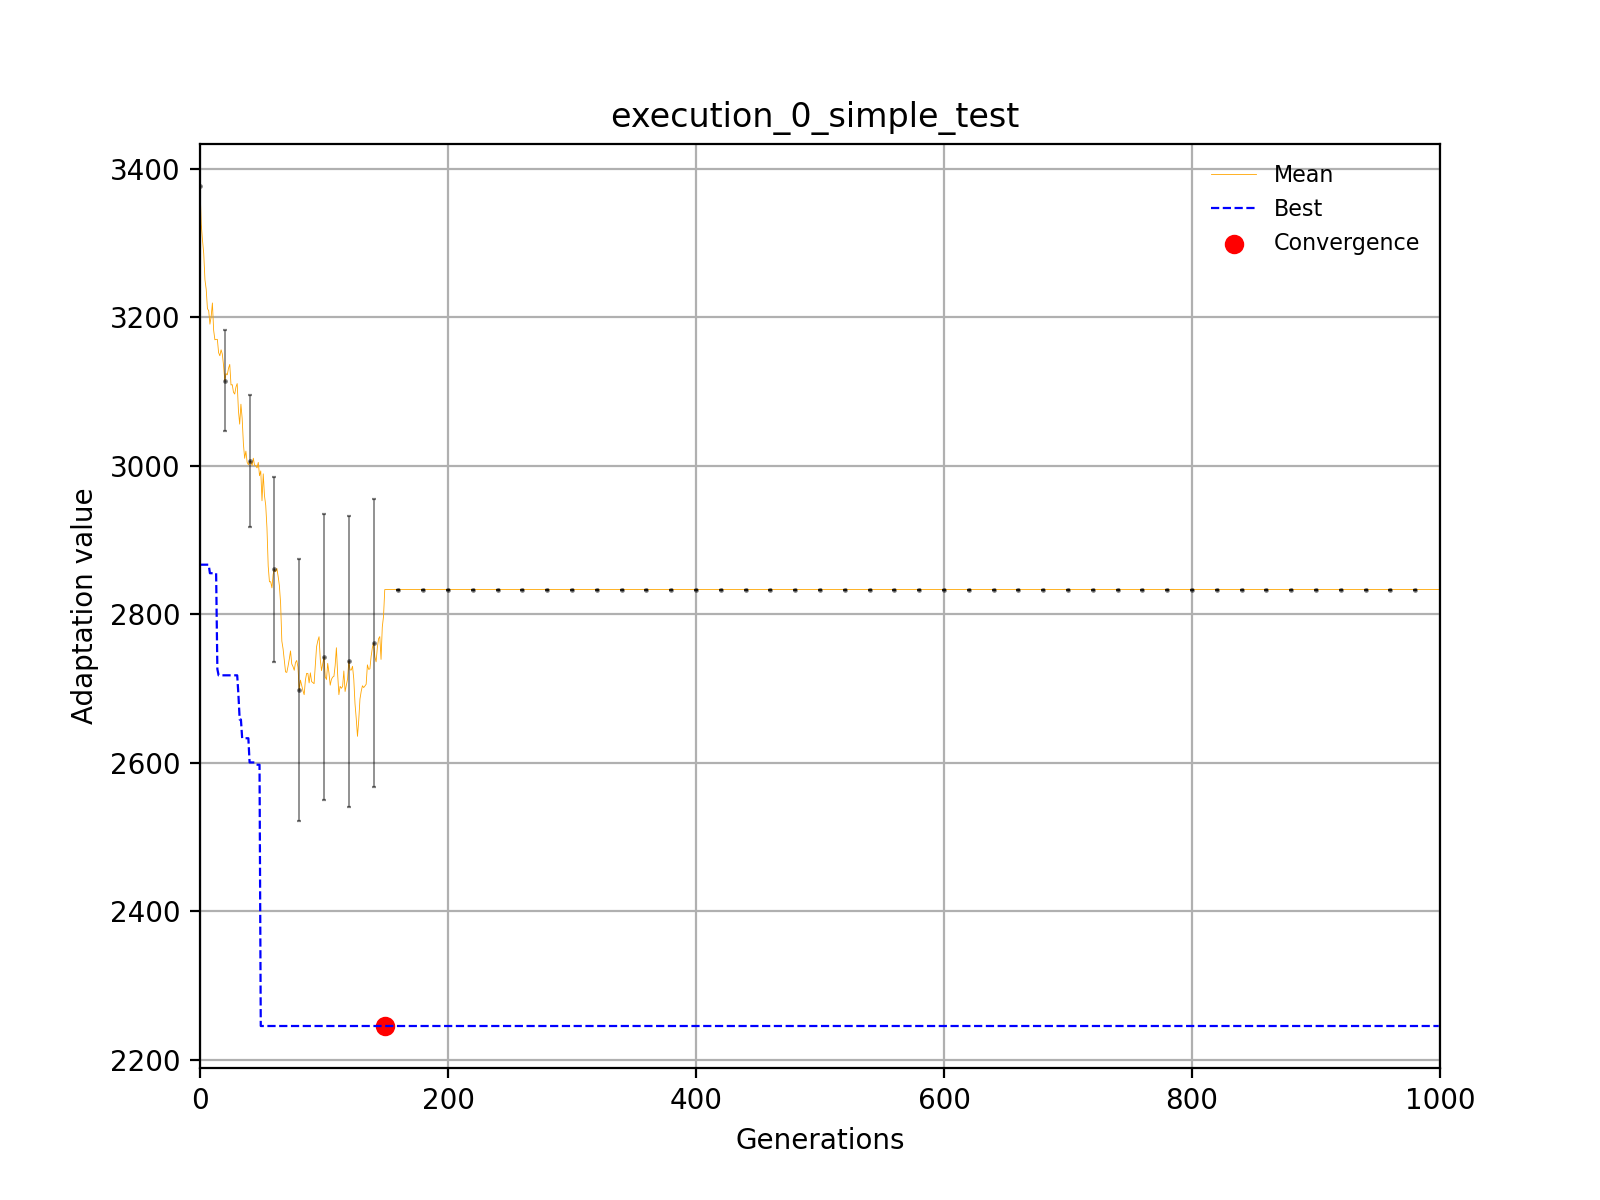 execution_0_simple_test
Mean
Best
Convergence
Adaptation value
3400
3200
3000
2800
2600
2400
2200
0 200 400 600 800 1000
Generations